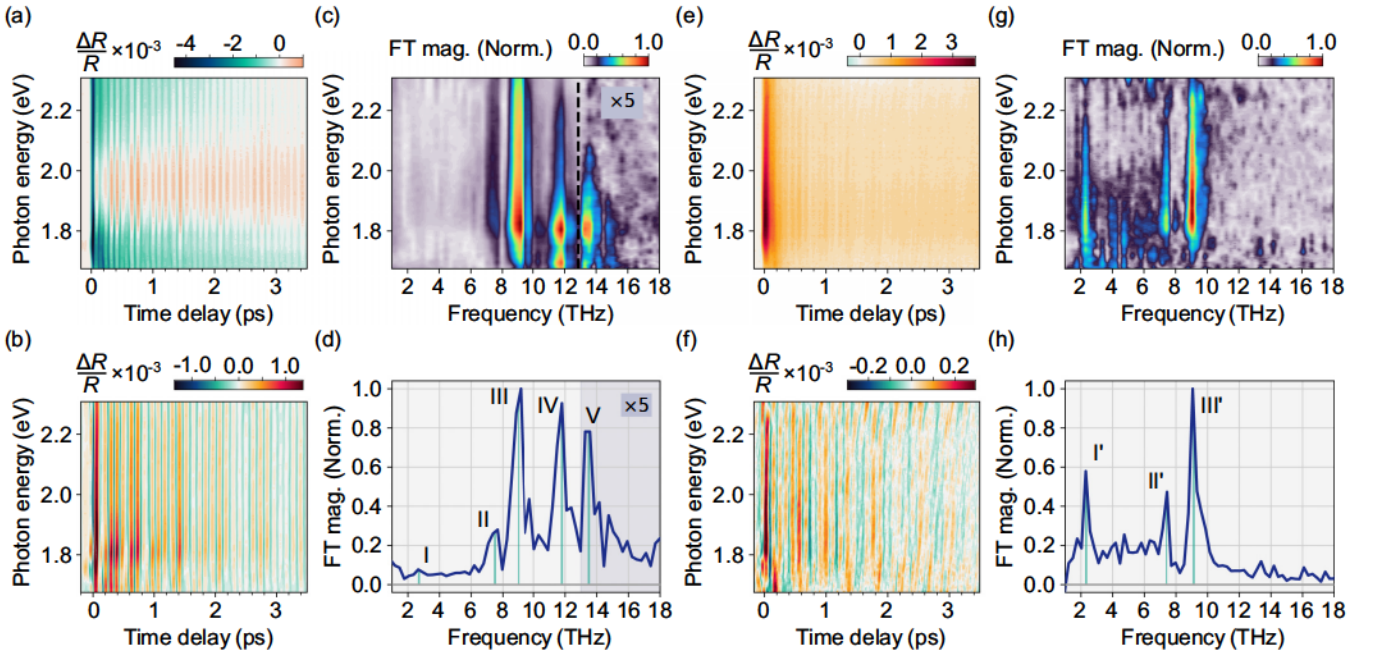 (a)
ΔR/R ×10⁻³ -4 -2 0
Photon energy (eV)
2.2
2.0
1.8
0 1 2 3
Time delay (ps)
(c)
FT mag. (Norm.) 0.0 1.0
×5
Photon energy (eV)
2.2
2.0
1.8
2 4 6 8 10 12 14 16 18
Frequency (THz)
(e)
ΔR/R ×10⁻³ 0 1 2 3
Photon energy (eV)
2.2
2.0
1.8
0 1 2 3
Time delay (ps)
(g)
FT mag. (Norm.) 0.0 1.0
Photon energy (eV)
2.2
2.0
1.8
2 4 6 8 10 12 14 16 18
Frequency (THz)
(b)
ΔR/R ×10⁻³ -1.0 0.0 1.0
Photon energy (eV)
2.2
2.0
1.8
0 1 2 3
Time delay (ps)
(d)
FT mag. (Norm.)
1.0
0.8
0.6
0.4
0.2
0.0
I
II
III
IV
V
×5
2 4 6 8 10 12 14 16 18
Frequency (THz)
(f)
ΔR/R ×10⁻³ -0.2 0.0 0.2
Photon energy (eV)
2.2
2.0
1.8
0 1 2 3
Time delay (ps)
(h)
FT mag. (Norm.)
1.0
0.8
0.6
0.4
0.2
0.0
I'
II'
III'
2 4 6 8 10 12 14 16 18
Frequency (THz)